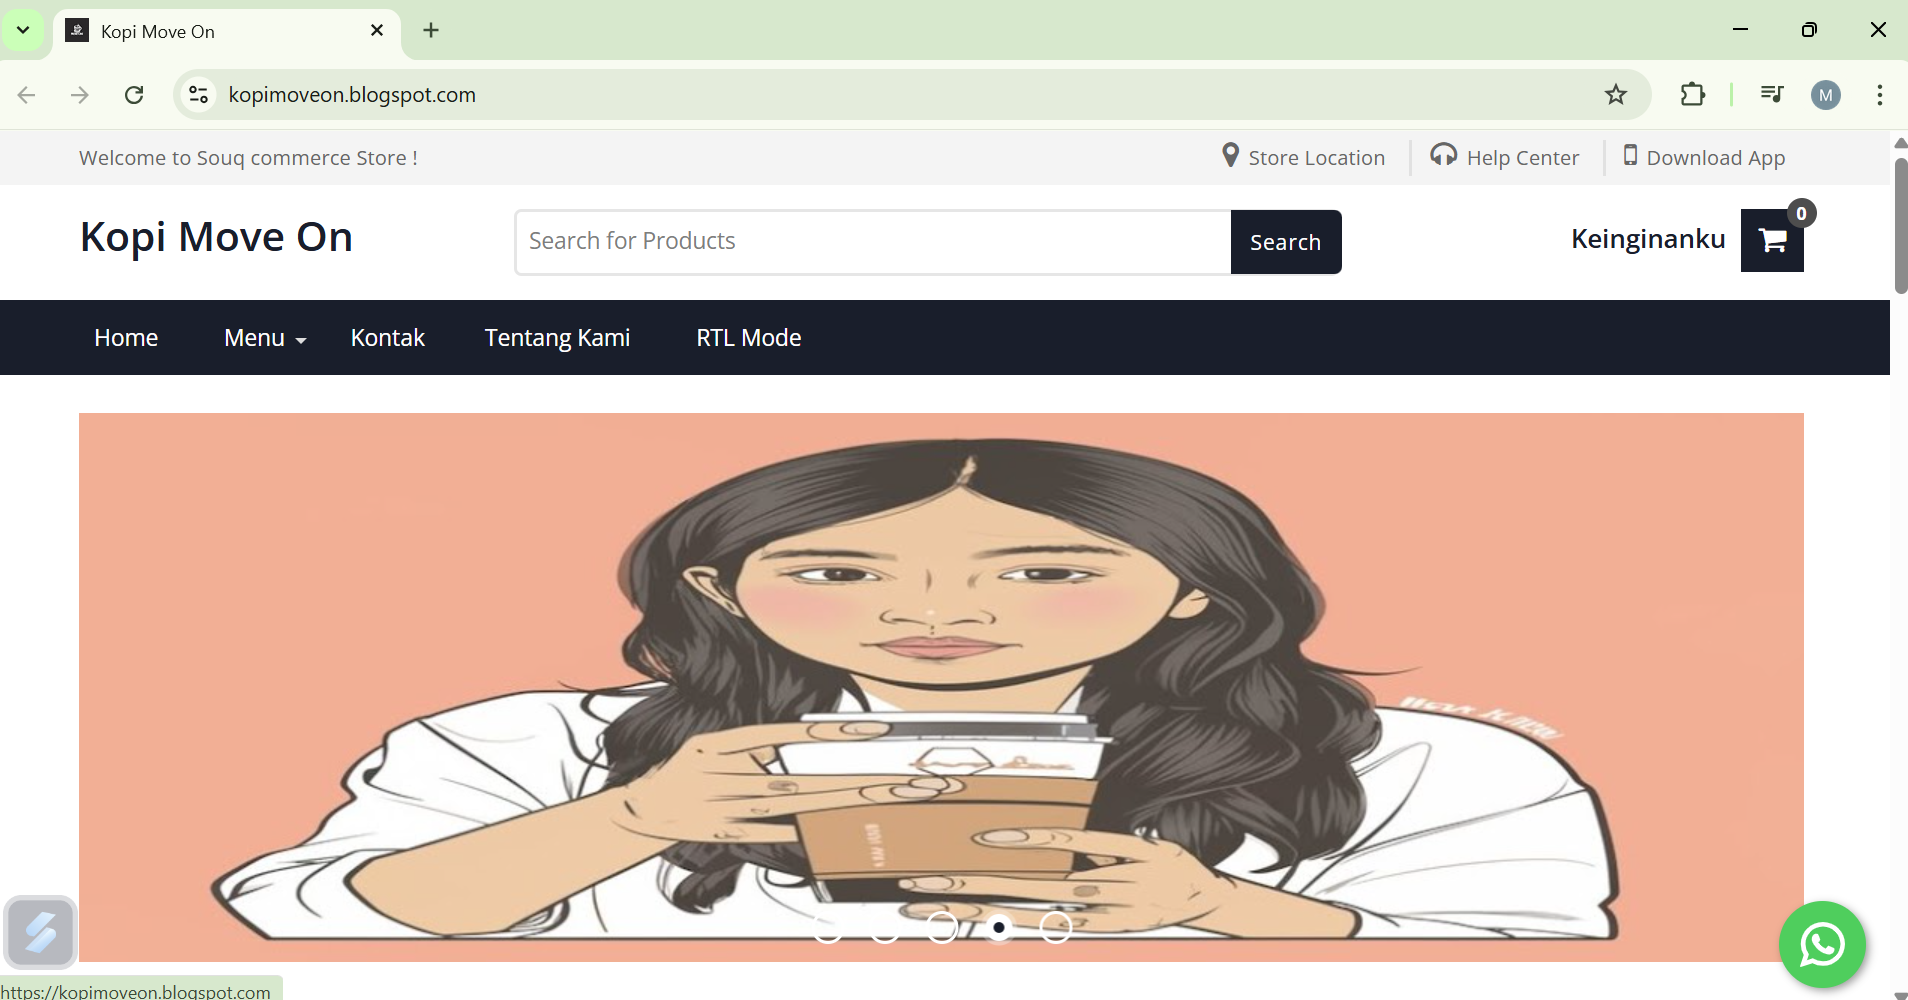 Kopi Move On
kopimoveon.blogspot.com
M
Welcome to Souq commerce Store !
Store Location
Help Center
Download App
Kopi Move On
Search for Products
Search
Keinginanku
0
Home
Menu
Kontak
Tentang Kami
RTL Mode
https://kopimoveon.blogspot.com